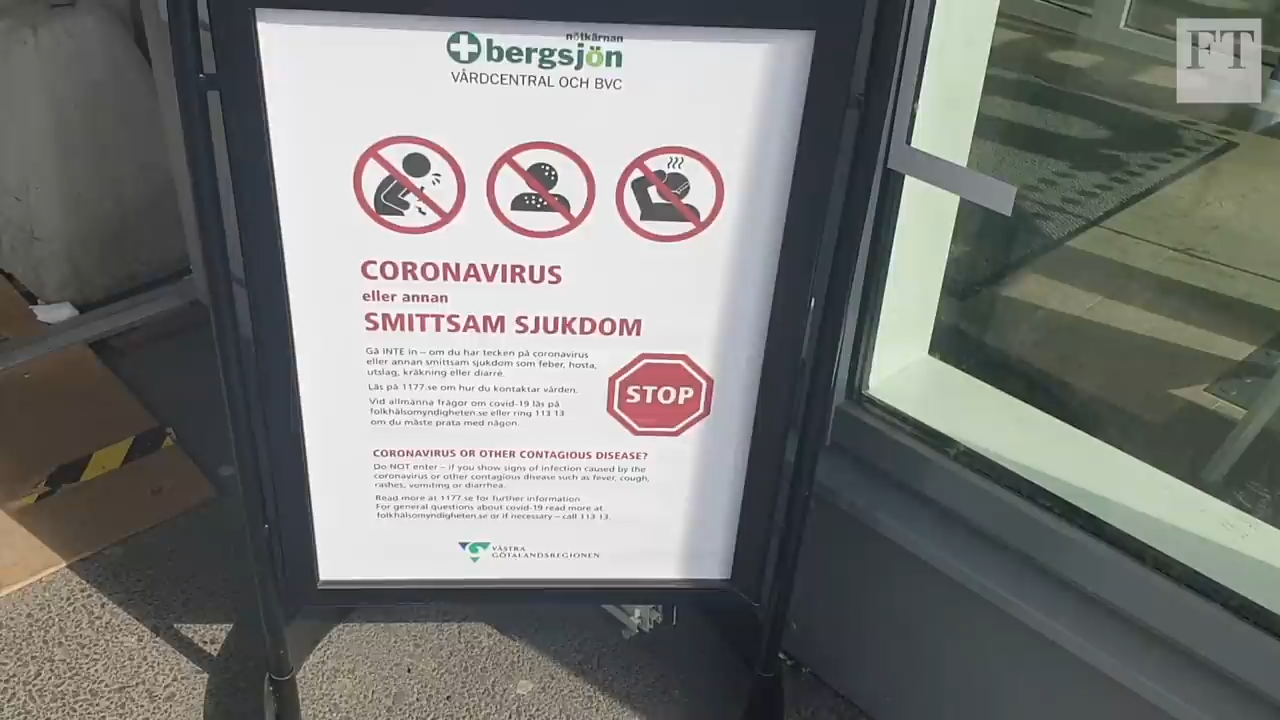 nötkärnan
bergsjön
VÅRDCENTRAL OCH BVC
FT
CORONAVIRUS
eller annan
SMITTSAM SJUKDOM
Gå INTE in – om du har tecken på coronavirus
eller annan smittsam sjukdom som feber, hosta,
utslag, kräkning eller diarré.
Läs på 1177.se om hur du kontaktar vården.
Vid allmänna frågor om covid-19 läs på
folkhälsomyndigheten.se eller ring 113 13
om du måste prata med någon.
STOP
CORONAVIRUS OR OTHER CONTAGIOUS DISEASE?
Do NOT enter – if you show signs of infection caused by the
coronavirus or other contagious disease such as fever, cough,
rashes, vomiting or diarrhea.
Read more at 1177.se for further information
For general questions about covid-19 read more at
folkhälsomyndigheten.se or if necessary – call 113 13.
VÄSTRA
GÖTALANDSREGIONEN